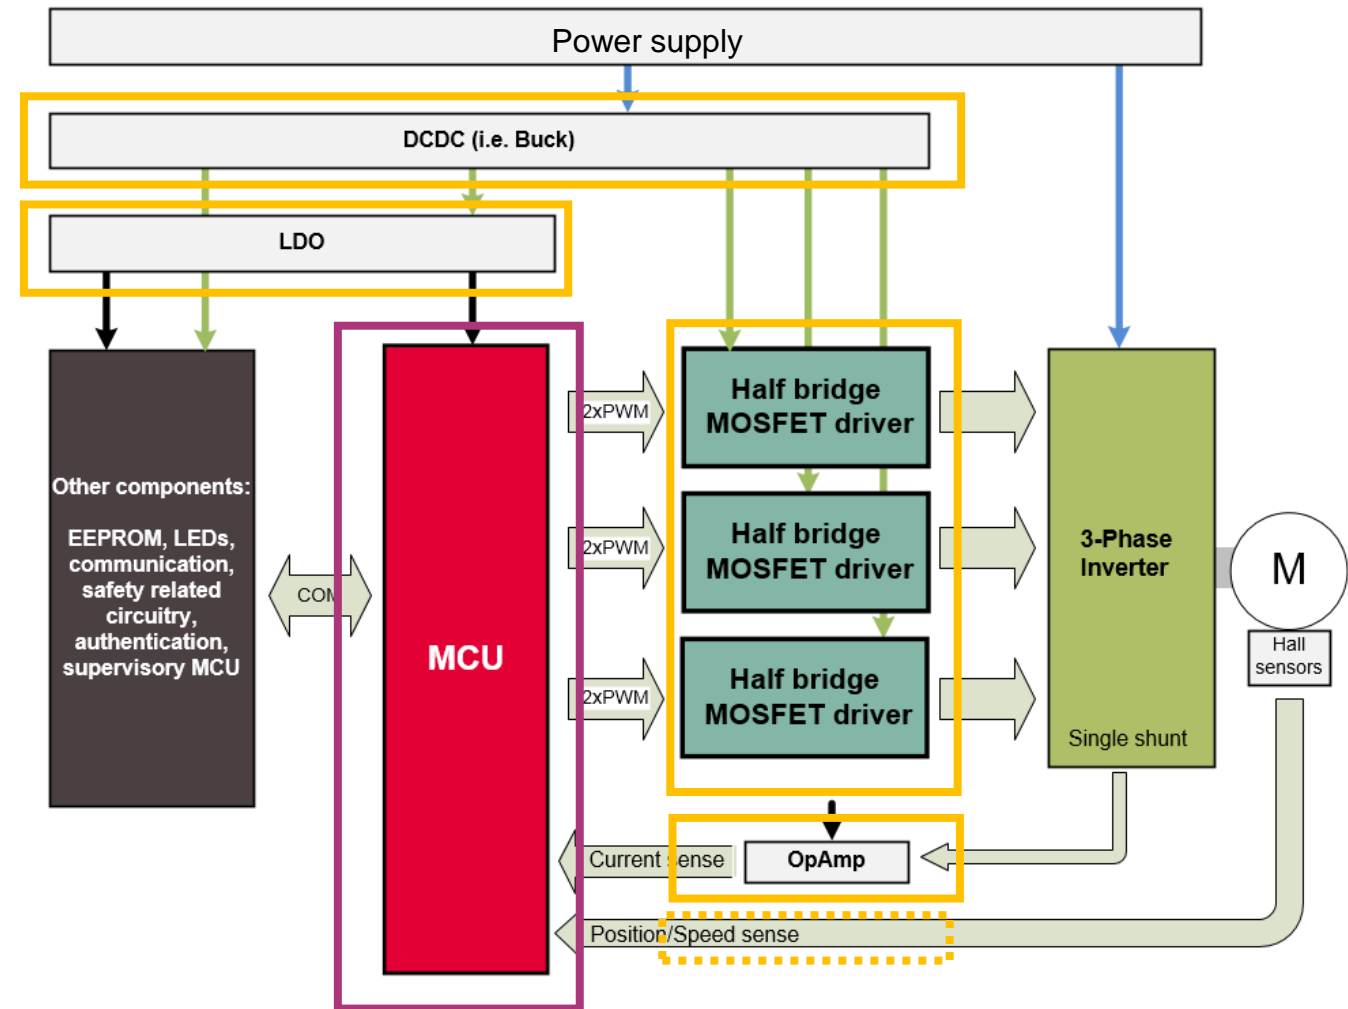 Power supply
DCDC (i.e. Buck)
LDO
Other components:
EEPROM, LEDs,
communication,
safety related
circuitry,
authentication,
supervisory MCU
COM
MCU
2xPWM
2xPWM
2xPWM
Half bridge
MOSFET driver
Half bridge
MOSFET driver
Half bridge
MOSFET driver
3-Phase
Inverter
Single shunt
M
Hall
sensors
Current sense
OpAmp
Position/Speed sense